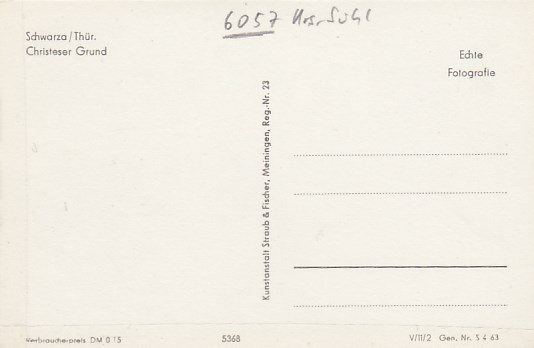 6057 Krs. Suhl
Schwarza/Thür.
Christeser Grund
Echte
Fotografie
Kunstanstalt Straub & Fischer, Meiningen, Reg.-Nr. 23
Verbraucherpreis DM 0 15
5368
V/11/2 Gen. Nr. S 4 63